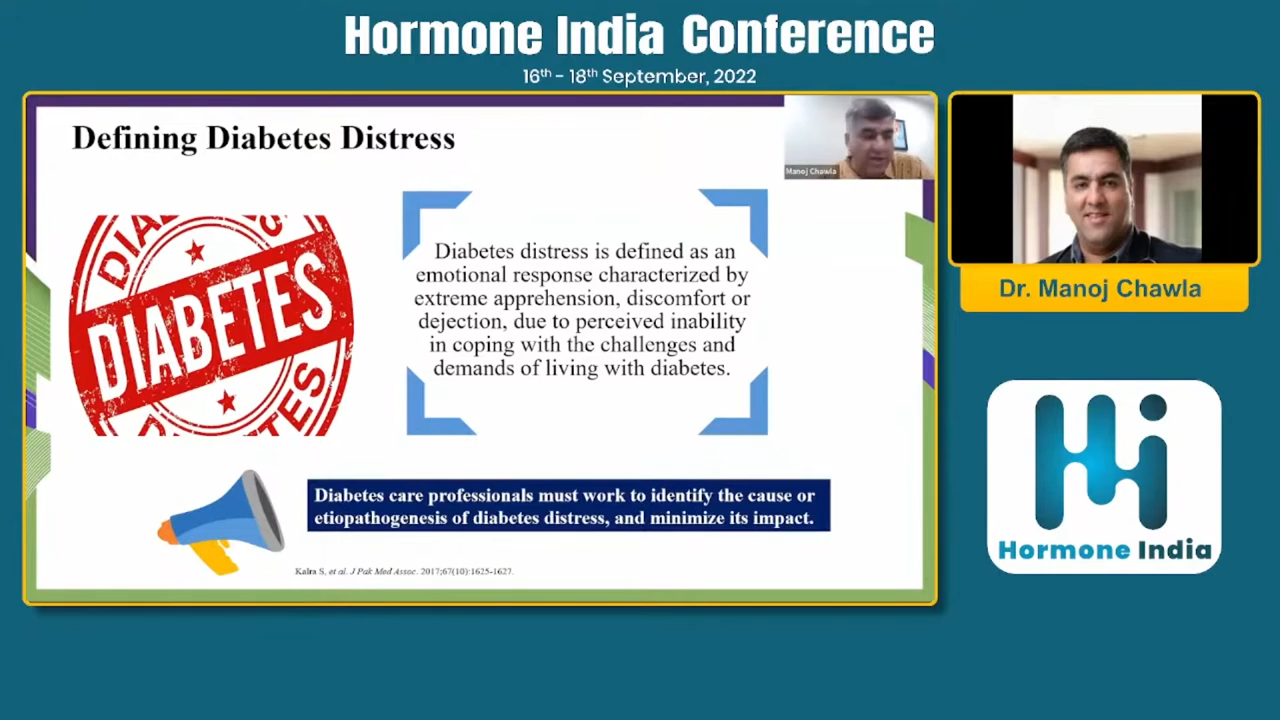 Hormone India Conference
16th - 18th September, 2022
Defining Diabetes Distress
Manoj Chawla
DIABETES
Diabetes distress is defined as an
emotional response characterized by
extreme apprehension, discomfort or
dejection, due to perceived inability
in coping with the challenges and
demands of living with diabetes.
Diabetes care professionals must work to identify the cause or
etiopathogenesis of diabetes distress, and minimize its impact.
Kalra S, et al. J Pak Med Assoc. 2017;67(10):1625-1627.
Dr. Manoj Chawla
Hi
Hormone India